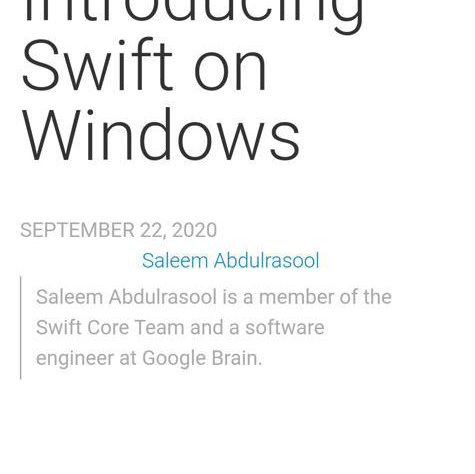 Introducing
Swift on
Windows
SEPTEMBER 22, 2020
Saleem Abdulrasool
Saleem Abdulrasool is a member of the
Swift Core Team and a software
engineer at Google Brain.